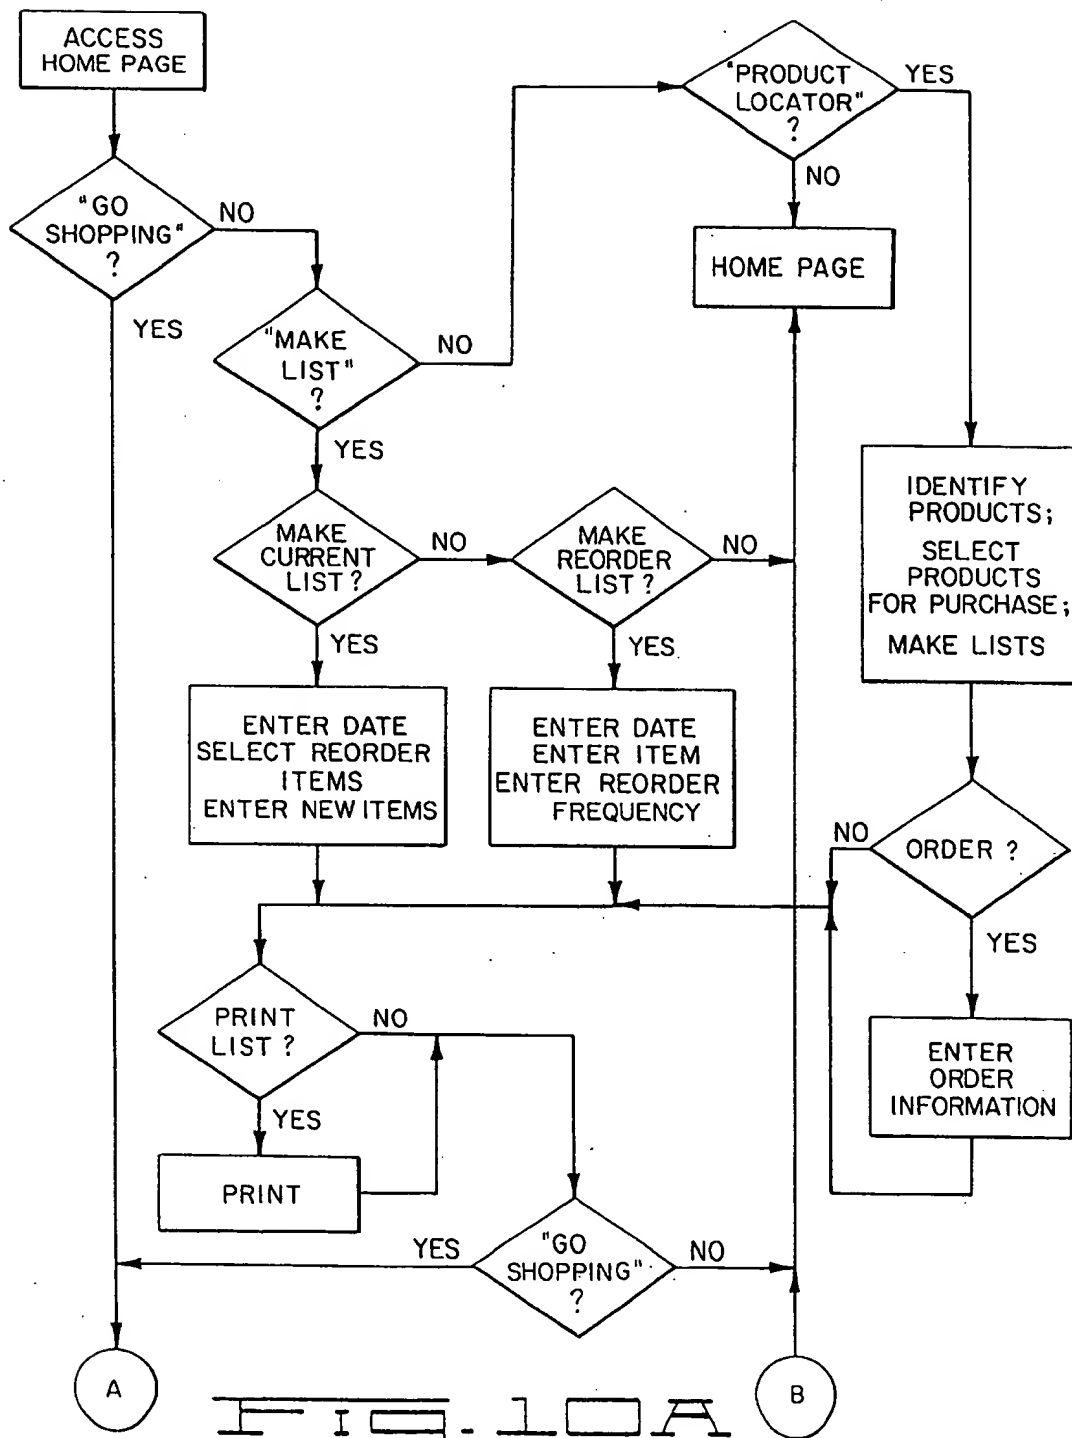 ACCESS
HOME PAGE
"PRODUCT
LOCATOR"
?
YES
NO
HOME PAGE
"GO
SHOPPING"
?
NO
YES
"MAKE
LIST"
?
NO
YES
MAKE
CURRENT
LIST ?
NO
YES
MAKE
REORDER
LIST ?
NO
YES
IDENTIFY
PRODUCTS;
SELECT
PRODUCTS
FOR PURCHASE;
MAKE LISTS
ENTER DATE
SELECT REORDER
ITEMS
ENTER NEW ITEMS
ENTER DATE
ENTER ITEM
ENTER REORDER
FREQUENCY
ORDER ?
NO
YES
ENTER
ORDER
INFORMATION
PRINT
LIST ?
NO
YES
PRINT
"GO
SHOPPING"
?
YES
NO
A
B
FIG. 10A